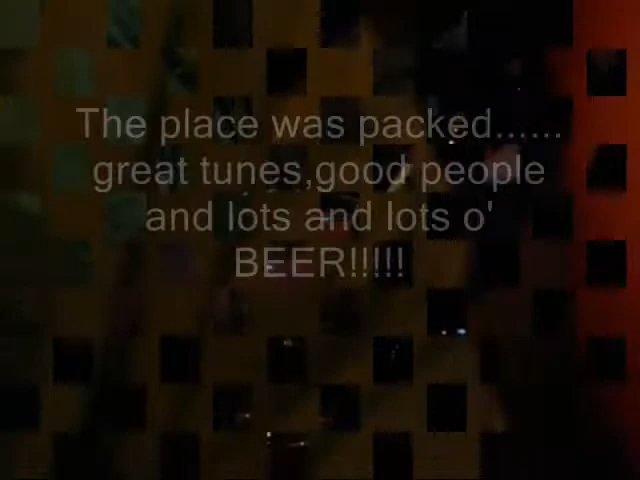 The place was packed......
great tunes,good people
and lots and lots o'
BEER!!!!!